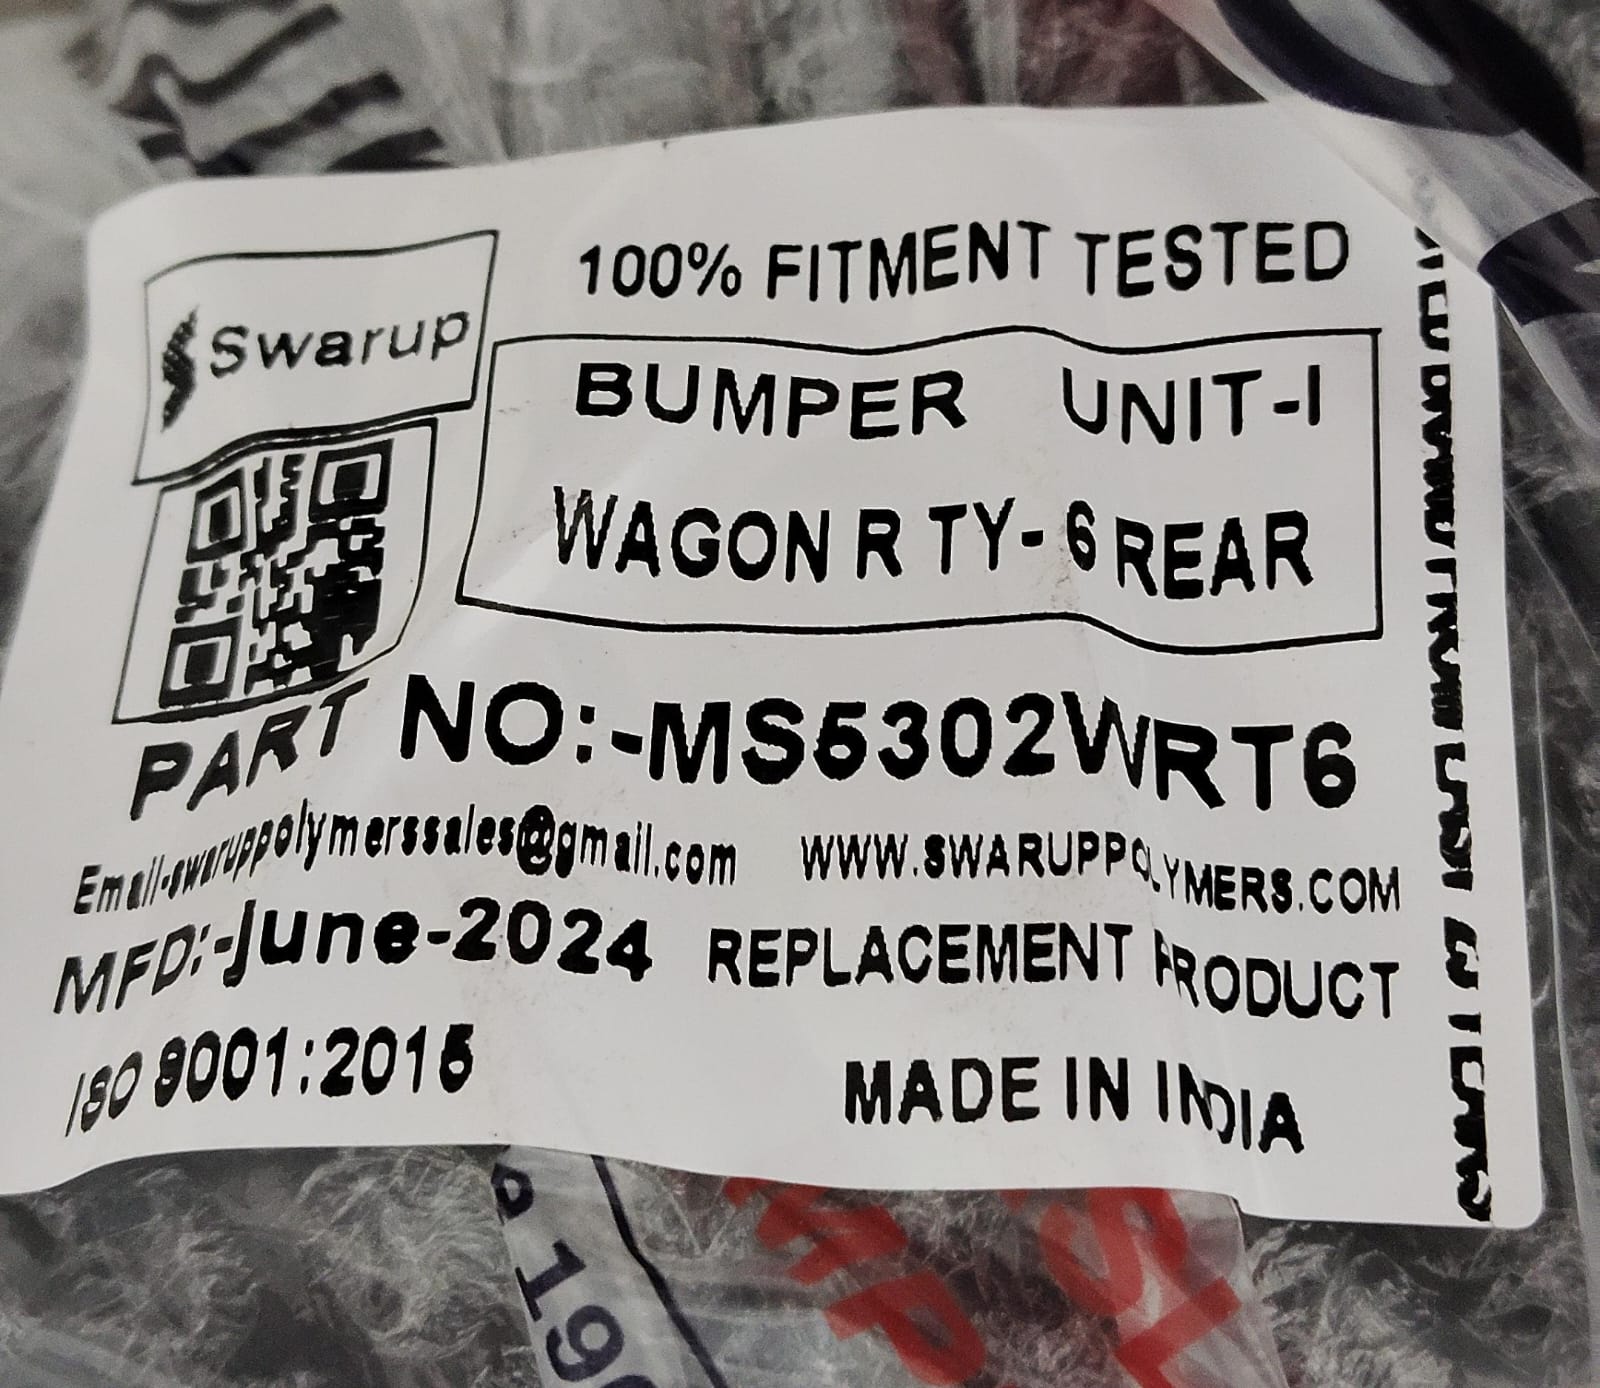 100% FITMENT TESTED
Swarup
BUMPER UNIT-I
WAGON R TY-6 REAR
PART NO:-MS5302WRT6
Email-swaruppolymerssales@gmail.com WWW.SWARUPPOLYMERS.COM
MFD:-June-2024 REPLACEMENT PRODUCT
ISO 9001:2015
MADE IN INDIA